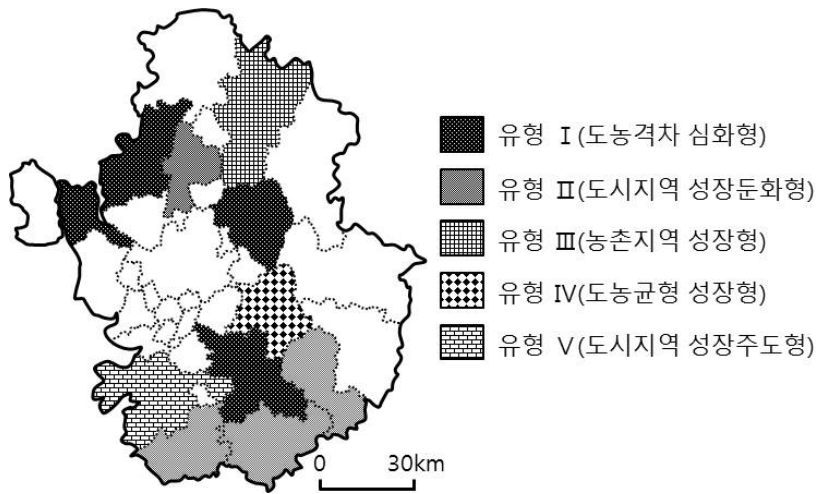 유형 Ⅰ(도농격차 심화형)
유형 Ⅱ(도시지역 성장둔화형)
유형 Ⅲ(농촌지역 성장형)
유형 Ⅳ(도농균형 성장형)
유형 Ⅴ(도시지역 성장주도형)
0 30km